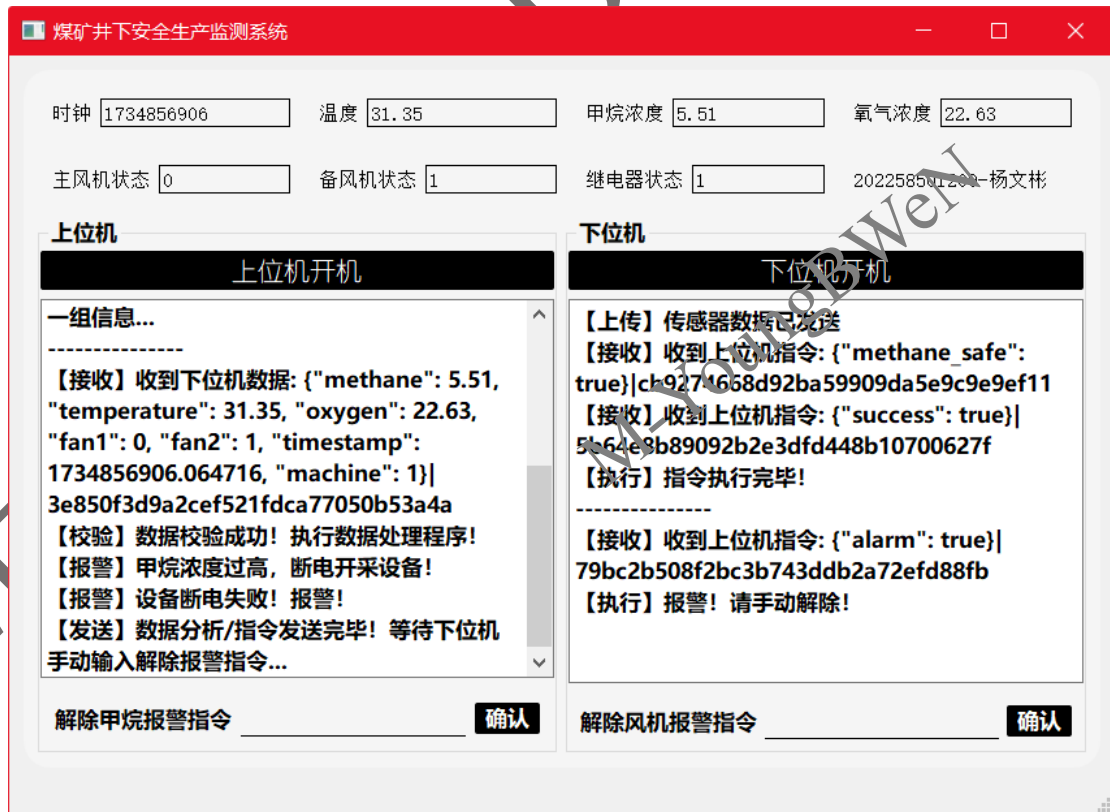 煤矿井下安全生产监测系统
时钟 1734856906 温度 31.35 甲烷浓度 5.51 氧气浓度 22.63
主风机状态 0 备风机状态 1 继电器状态 1 -杨文彬
上位机
上位机开机
一组信息...
---------------
【接收】收到下位机数据: {"methane": 5.51,
"temperature": 31.35, "oxygen": 22.63,
"fan1": 0, "fan2": 1, "timestamp":
1734856906.064716, "machine": 1}|
3e850f3d9a2cef521fdca77050b53a4a
【校验】数据校验成功！执行数据处理程序！
【报警】甲烷浓度过高，断电开采设备！
【报警】设备断电失败！报警！
【发送】数据分析/指令发送完毕！等待下位机
手动输入解除报警指令...
解除甲烷报警指令 确认
下位机
下位机开机
【上传】传感器数据已发送
【接收】收到上位机指令: {"methane_safe":
【接收】收到上位机指令: {"success": true}|
【执行】指令执行完毕！
---------------
【接收】收到上位机指令: {"alarm": true}|
79bc2b508f2bc3b743ddb2a72efd88fb
【执行】报警！请手动解除！
解除风机报警指令 确认
M-YoungBWeN